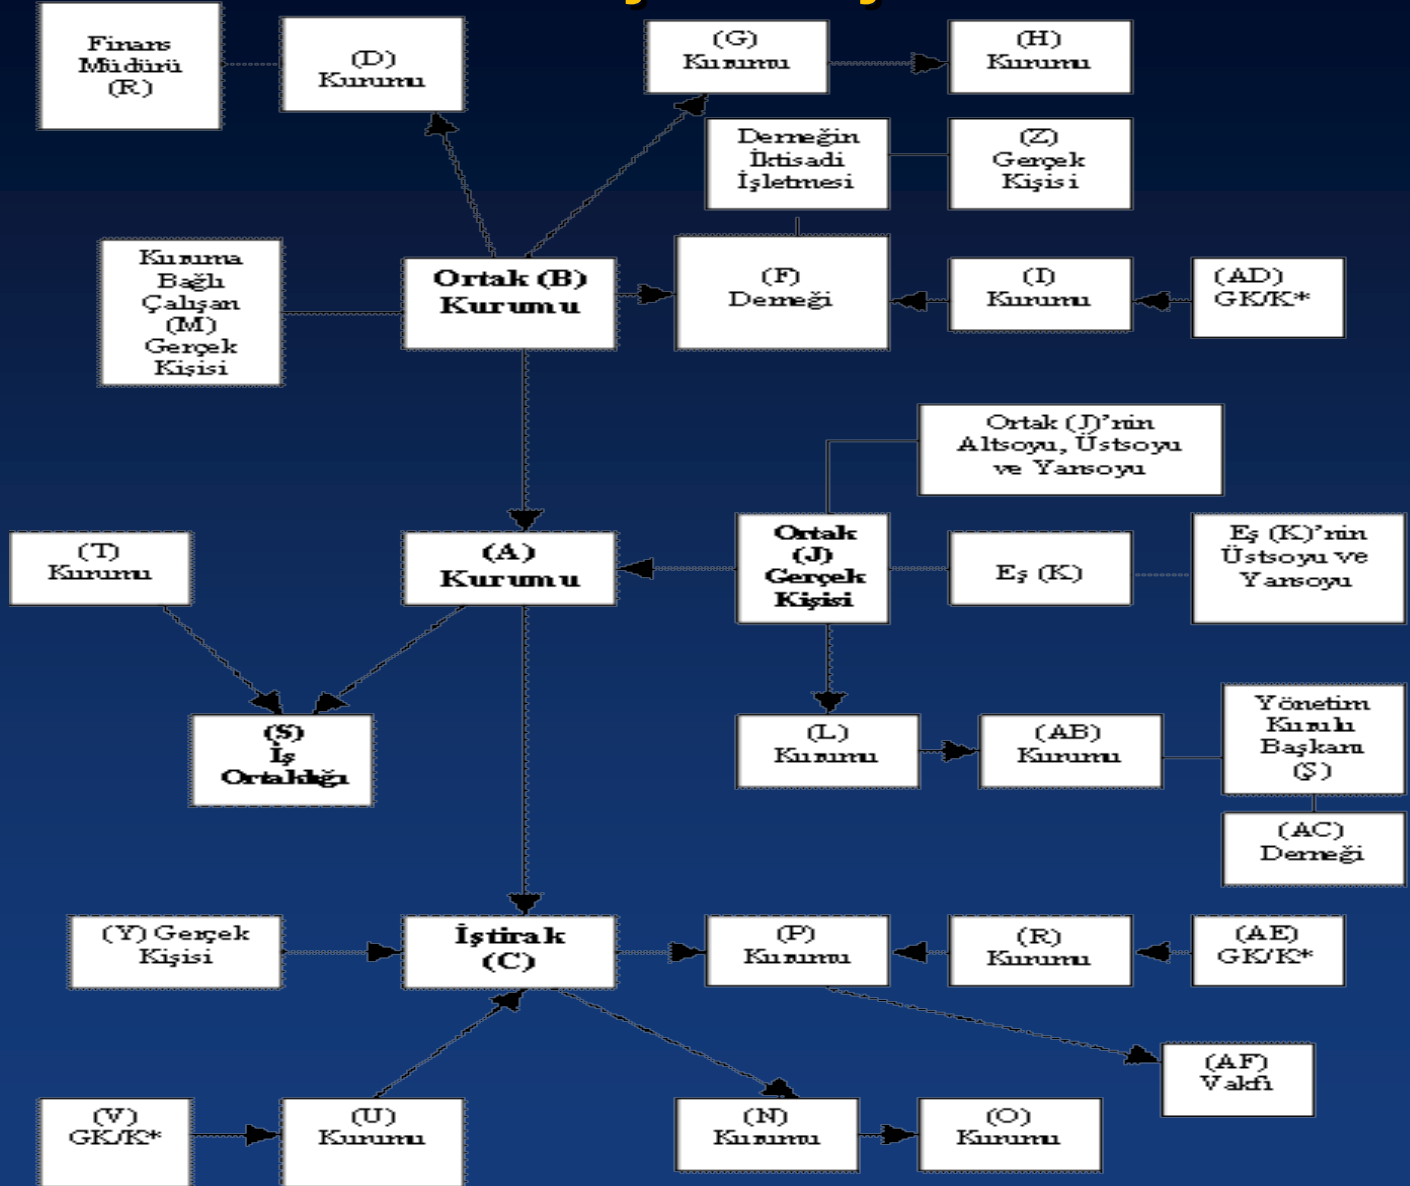 Finans
Müdürü
(R)
(D)
Kurumu
(G)
Kurumu
(H)
Kurumu
Derneğin
İktisadi
İşletmesi
(Z)
Gerçek
Kişisi
Kuruma
Bağlı
Çalışan
(M)
Gerçek
Kişisi
Ortak (B)
Kurumu
(F)
Derneği
(I)
Kurumu
(AD)
GK/K*
Ortak (J)'nin
Altsoyu, Üstsoyu
ve Yansoyu
(T)
Kurumu
(A)
Kurumu
Ortak
(J)
Gerçek
Kişisi
Eş (K)
Eş (K)'nin
Üstsoyu ve
Yansoyu
(S)
İş
Ortaklığı
(L)
Kurumu
(AB)
Kurumu
Yönetim
Kurulu
Başkanı
(Ş)
(AC)
Derneği
(Y) Gerçek
Kişisi
İştirak
(C)
(P)
Kurumu
(R)
Kurumu
(AE)
GK/K*
(AF)
Vakfı
(V)
GK/K*
(U)
Kurumu
(N)
Kurumu
(O)
Kurumu